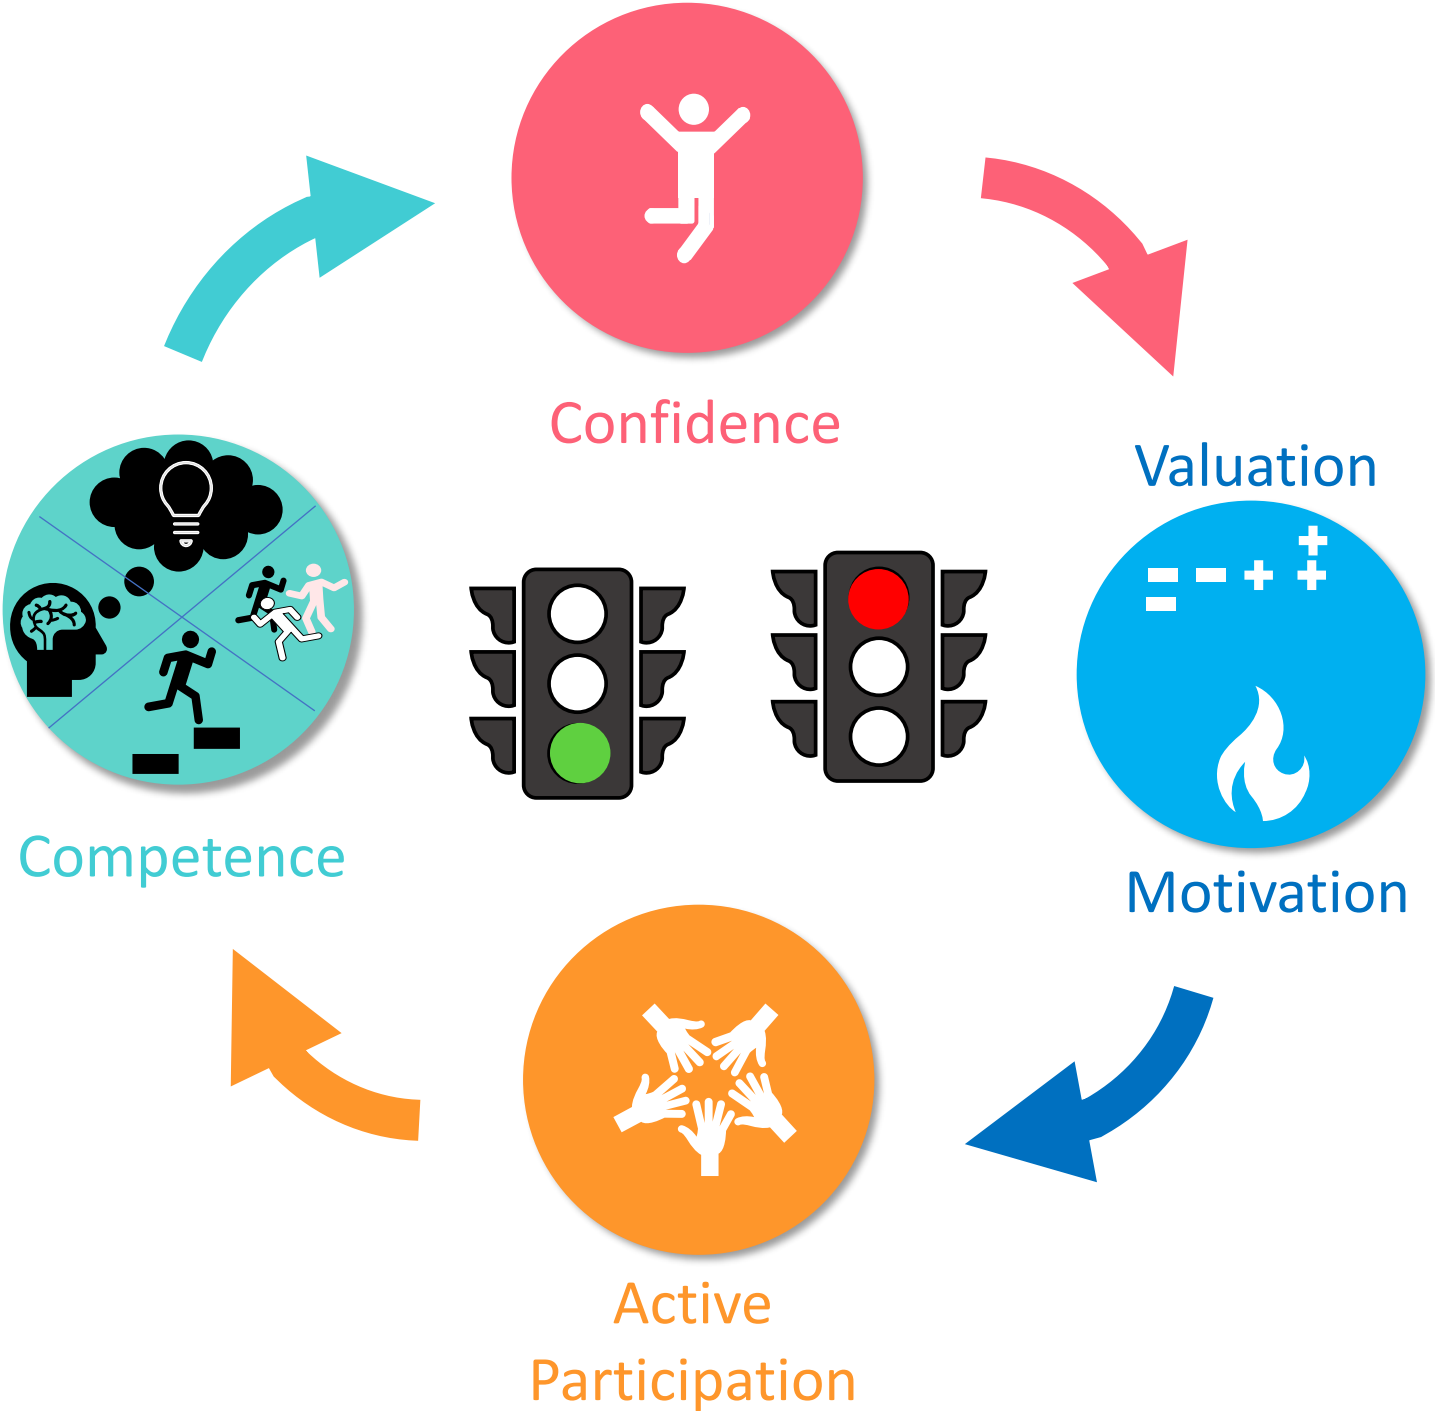 Confidence
Valuation
Competence
Motivation
Active
Participation